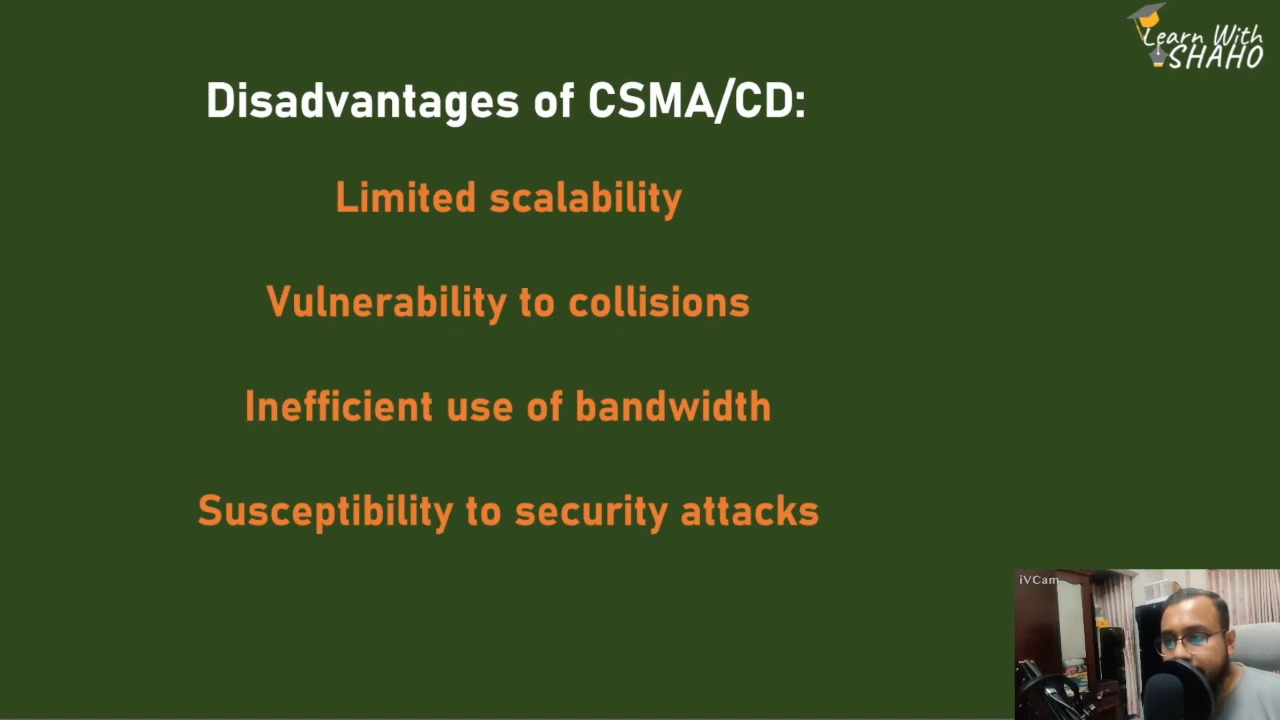 Learn With
SHAHO
Disadvantages of CSMA/CD:
Limited scalability
Vulnerability to collisions
Inefficient use of bandwidth
Susceptibility to security attacks
iVCam